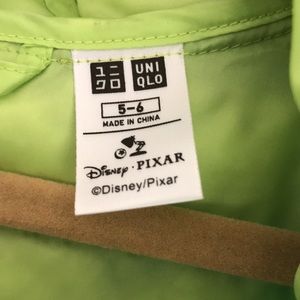 ユニ UNI
クロ QLO
5-6
MADE IN CHINA
Disney · PIXAR
©Disney/Pixar